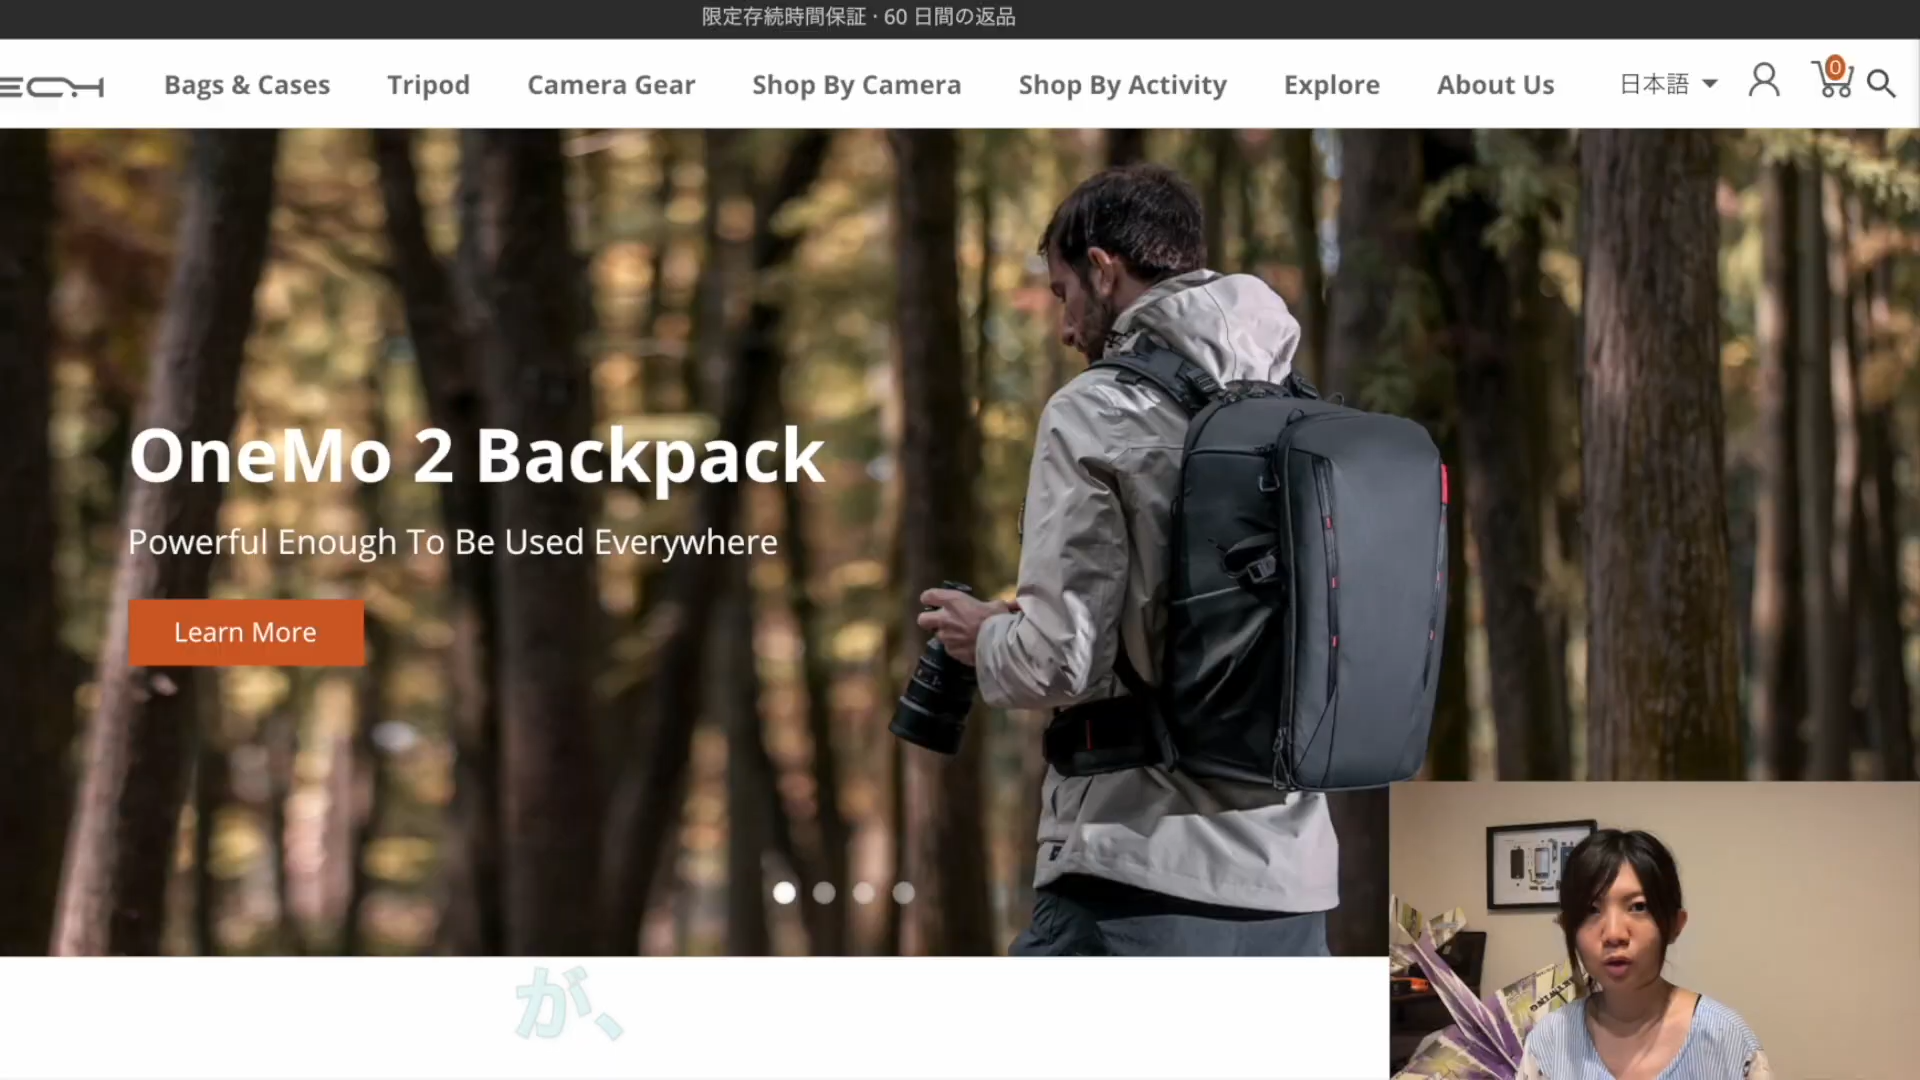 限定存続時間保証 · 60 日間の返品
Bags & Cases Tripod Camera Gear Shop By Camera Shop By Activity Explore About Us 日本語 0
OneMo 2 Backpack
Powerful Enough To Be Used Everywhere
Learn More
が、